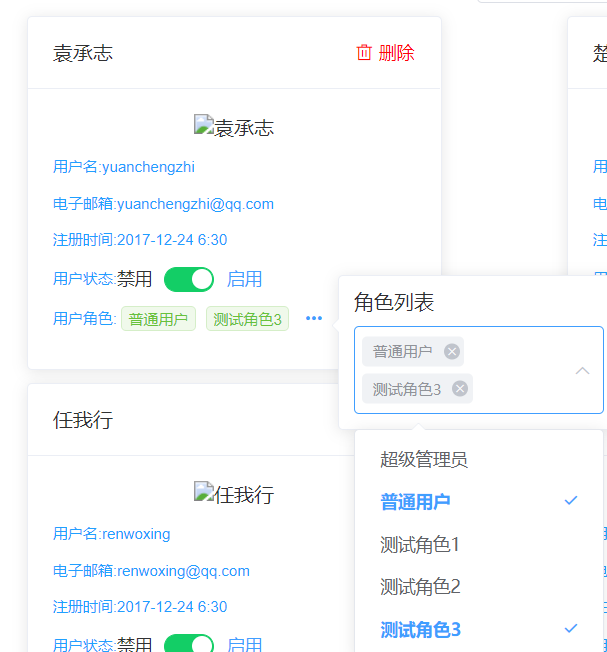 袁承志 删除
袁承志
用户名:yuanchengzhi
电子邮箱:yuanchengzhi@qq.com
注册时间:2017-12-24 6:30
用户状态:禁用 启用
用户角色: 普通用户 测试角色3
角色列表
普通用户
测试角色3
超级管理员
普通用户
测试角色1
测试角色2
测试角色3
任我行
任我行
用户名:renwoxing
电子邮箱:renwoxing@qq.com
注册时间:2017-12-24 6:30
用户状态:禁用 启用
楚
用
电
注